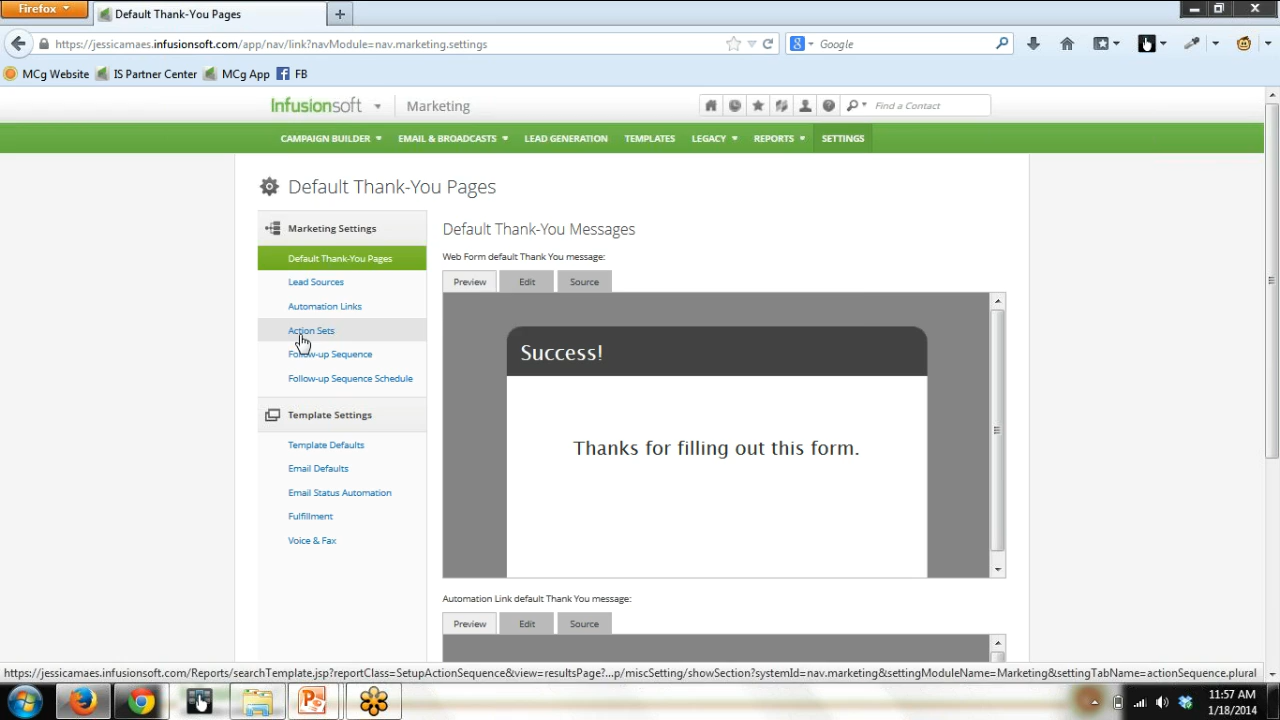 Firefox
Default Thank-You Pages
https://jessicamaes.infusionsoft.com/app/nav/link?navModule=nav.marketing.settings
Google
MCg Website
IS Partner Center
MCg App
FB
Infusionsoft
Marketing
Find a Contact
CAMPAIGN BUILDER
EMAIL & BROADCASTS
LEAD GENERATION
TEMPLATES
LEGACY
REPORTS
SETTINGS
Default Thank-You Pages
Marketing Settings
Default Thank-You Pages
Lead Sources
Automation Links
Action Sets
Follow-up Sequence
Follow-up Sequence Schedule
Template Settings
Template Defaults
Email Defaults
Email Status Automation
Fulfillment
Voice & Fax
Default Thank-You Messages
Web Form default Thank You message:
Preview
Edit
Source
Success!
Thanks for filling out this form.
Automation Link default Thank You message:
Preview
Edit
Source
https://jessicamaes.infusionsoft.com/Reports/searchTemplate.jsp?reportClass=SetupActionSequence&view=resultsPage?...p/miscSetting/showSection?systemId=nav.marketing&settingModuleName=Marketing&settingTabName=actionSequence.plural
11:57 AM
1/18/2014